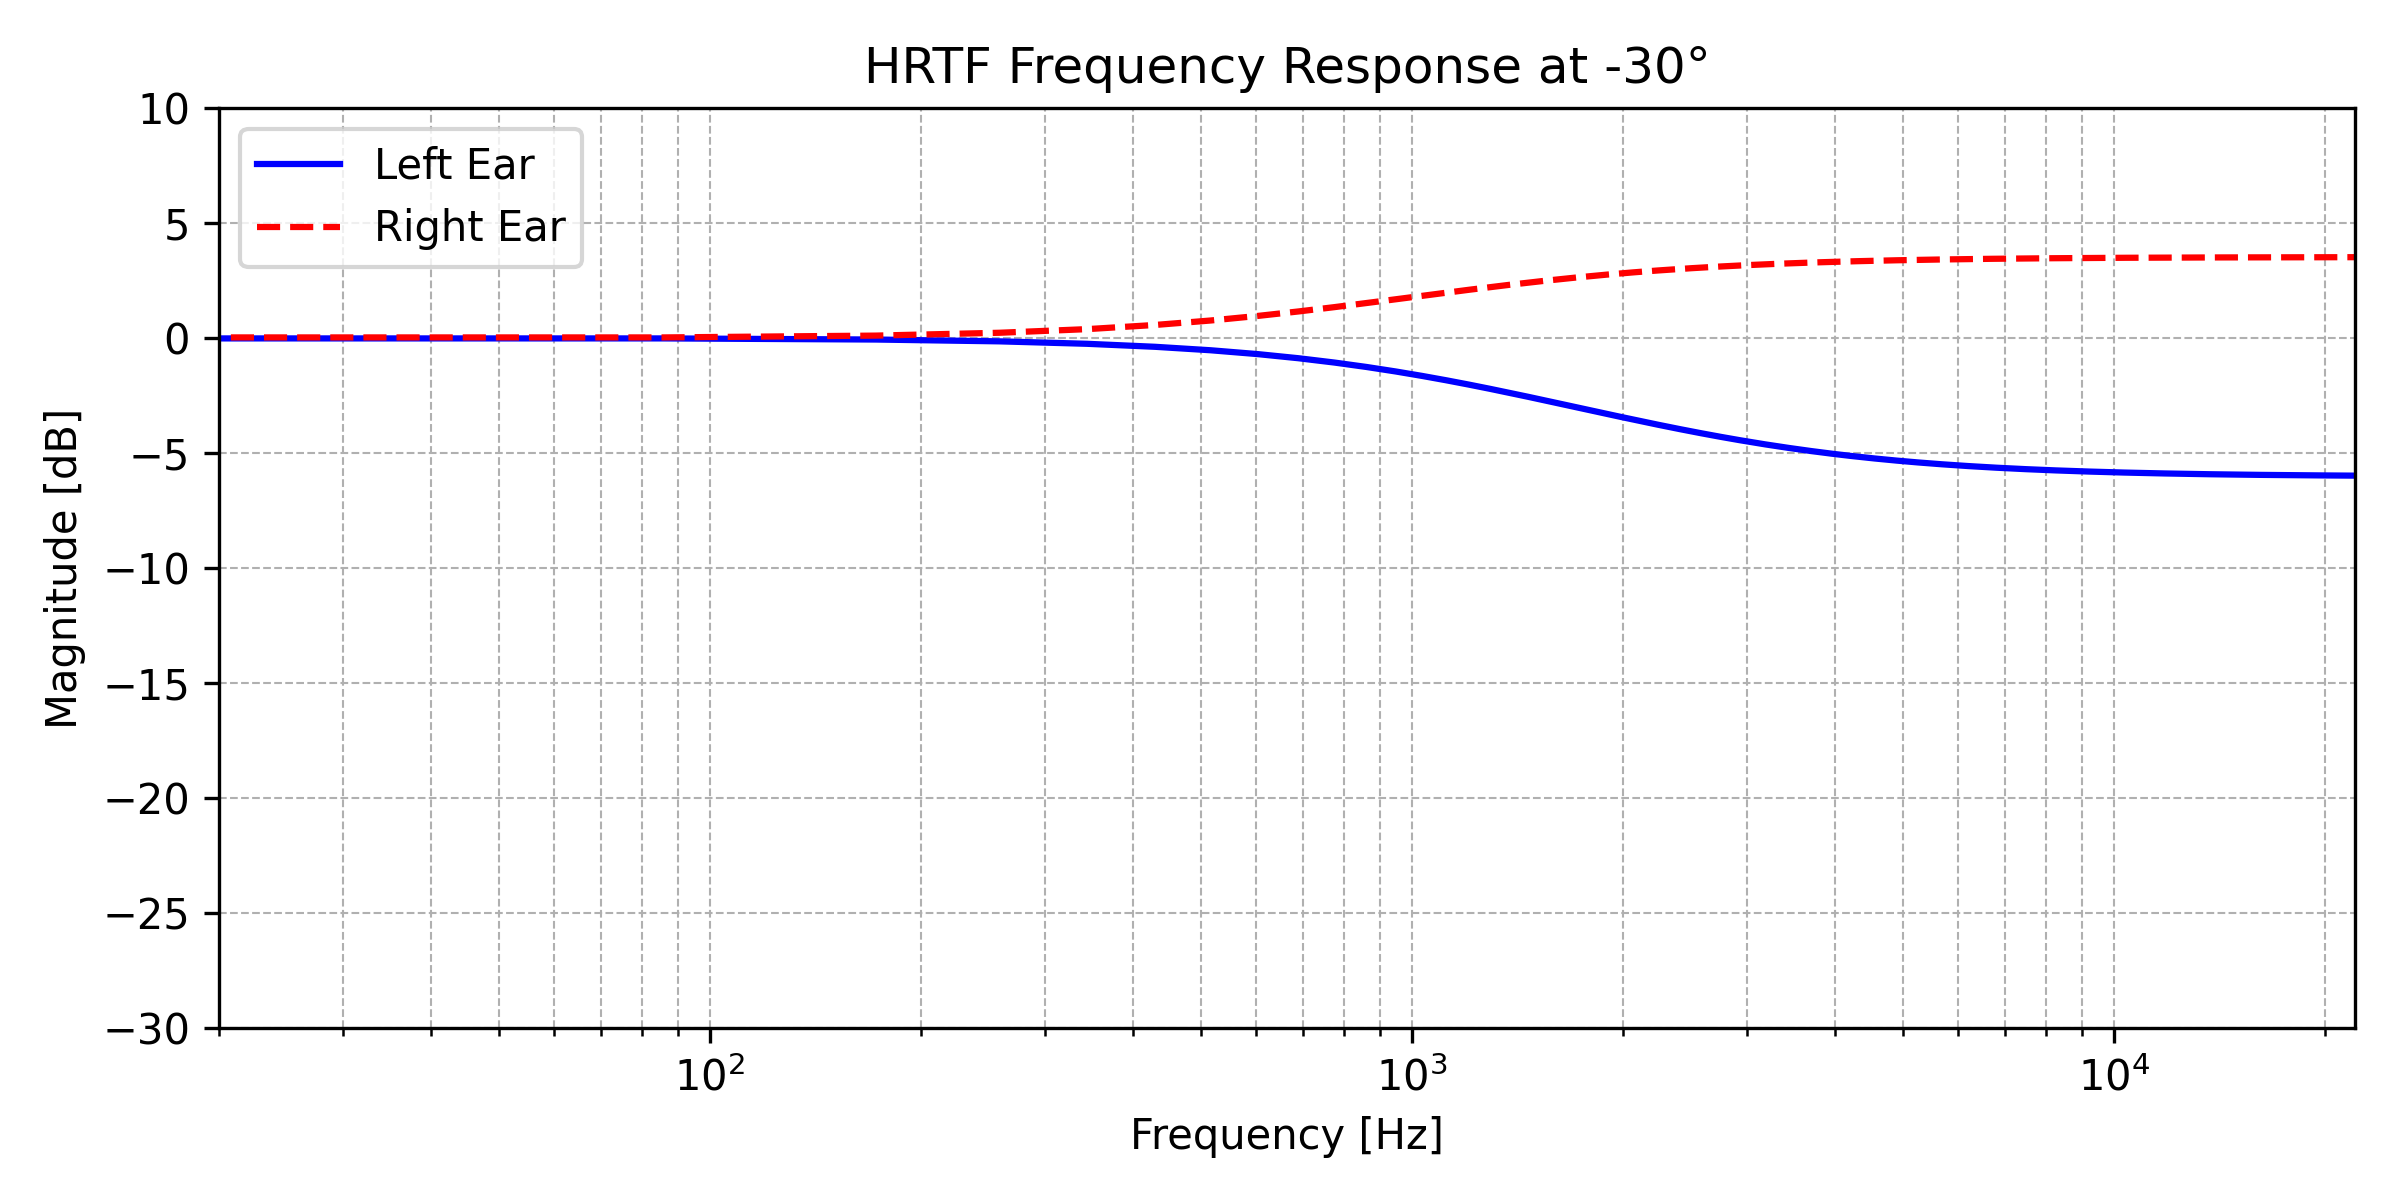 HRTF Frequency Response at -30°
Left Ear
Right Ear
Magnitude [dB]
10
5
0
−5
−10
−15
−20
−25
−30
10² 10³ 10⁴
Frequency [Hz]